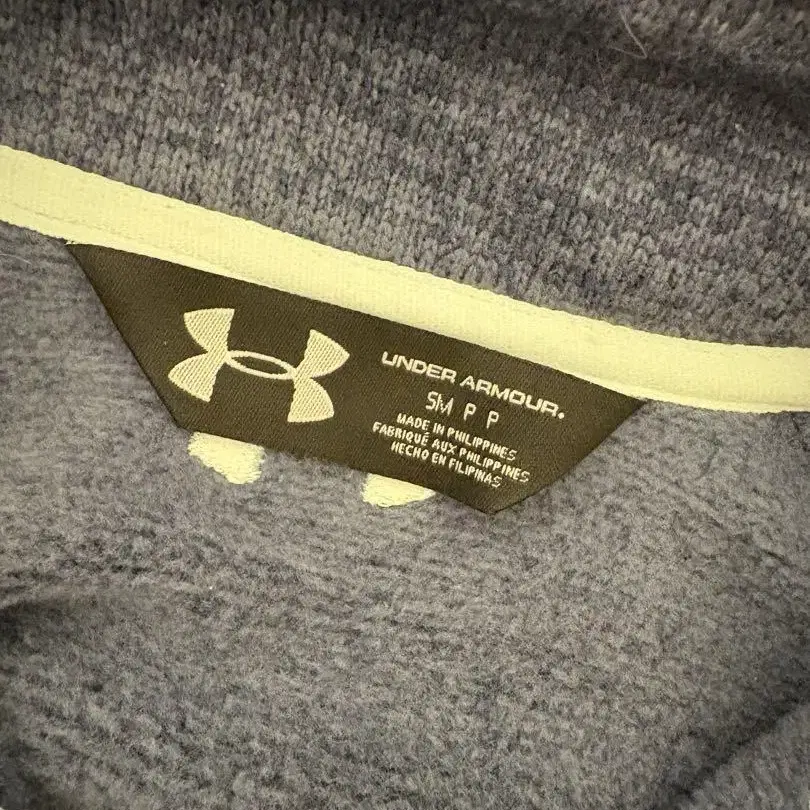 UNDER ARMOUR.
SM P P
MADE IN PHILIPPINES
FABRIQUÉ AUX PHILIPPINES
HECHO EN FILIPINAS